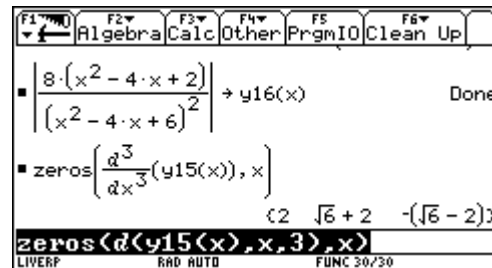 F1 F2 Algebra F3 Calc F4 Other F5 PrgmIO F6 Clean Up
▪ |8·(x² − 4·x + 2) / (x² − 4·x + 6)²| → y16(x) Done
▪ zeros(d³/dx³(y15(x)), x)
{2 √6 + 2 -(√6 − 2)}
zeros(d(y15(x),x,3),x)
LIVERP RAD AUTO FUNC 30/30